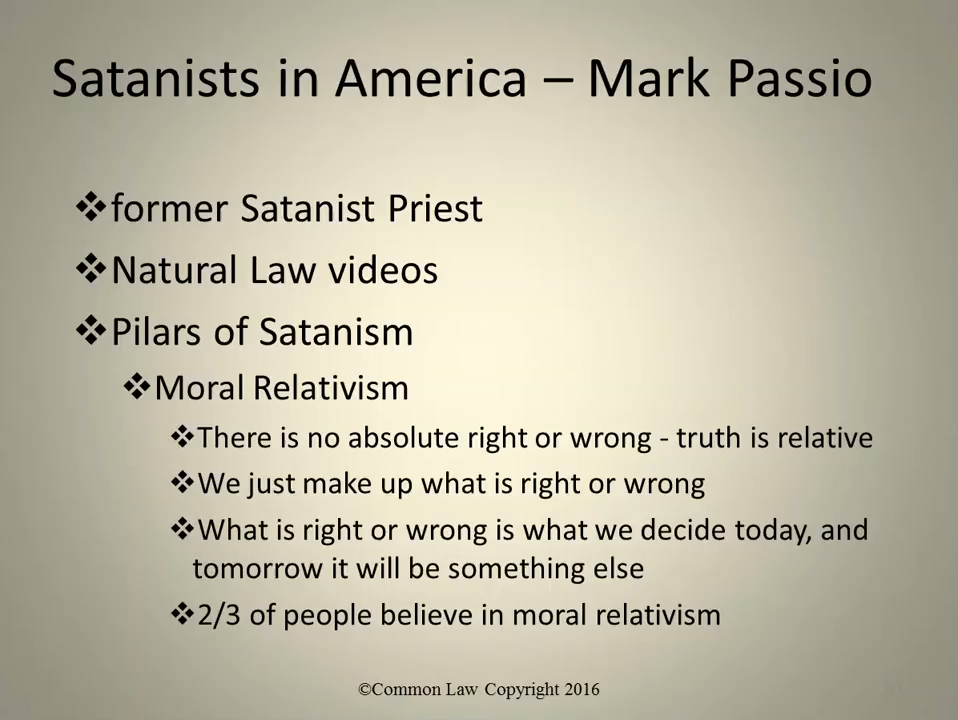 Satanists in America – Mark Passio
❖former Satanist Priest
❖Natural Law videos
❖Pilars of Satanism
❖Moral Relativism
❖There is no absolute right or wrong - truth is relative
❖We just make up what is right or wrong
❖What is right or wrong is what we decide today, and
tomorrow it will be something else
❖2/3 of people believe in moral relativism
©Common Law Copyright 2016